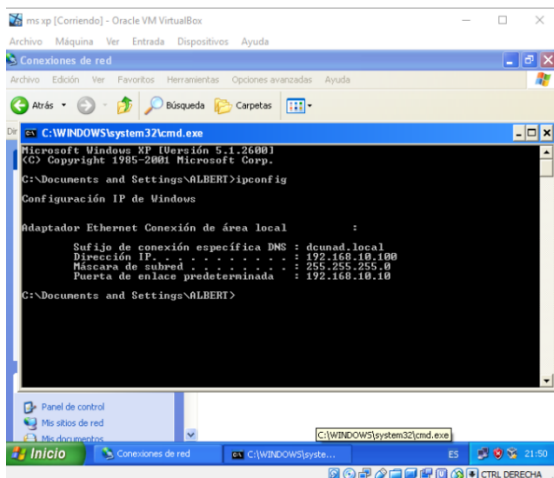 ms xp [Corriendo] - Oracle VM VirtualBox
Archivo Máquina Ver Entrada Dispositivos Ayuda
Conexiones de red
Archivo Edición Ver Favoritos Herramientas Opciones avanzadas Ayuda
Atrás Búsqueda Carpetas
Dir
C:\WINDOWS\system32\cmd.exe
Microsoft Windows XP [Versión 5.1.2600]
(C) Copyright 1985-2001 Microsoft Corp.
C:\Documents and Settings\ALBERT>ipconfig
Configuración IP de Windows
Adaptador Ethernet Conexión de área local :
Sufijo de conexión específica DNS : dcunad.local
Dirección IP. . . . . . . . . . . : 192.168.10.100
Máscara de subred . . . . . . . . : 255.255.255.0
Puerta de enlace predeterminada : 192.168.10.10
C:\Documents and Settings\ALBERT>
Panel de control
Mis sitios de red
Mis documentos
C:\WINDOWS\system32\cmd.exe
Inicio Conexiones de red C:\WINDOWS\syste... ES 21:50
CTRL DERECHA